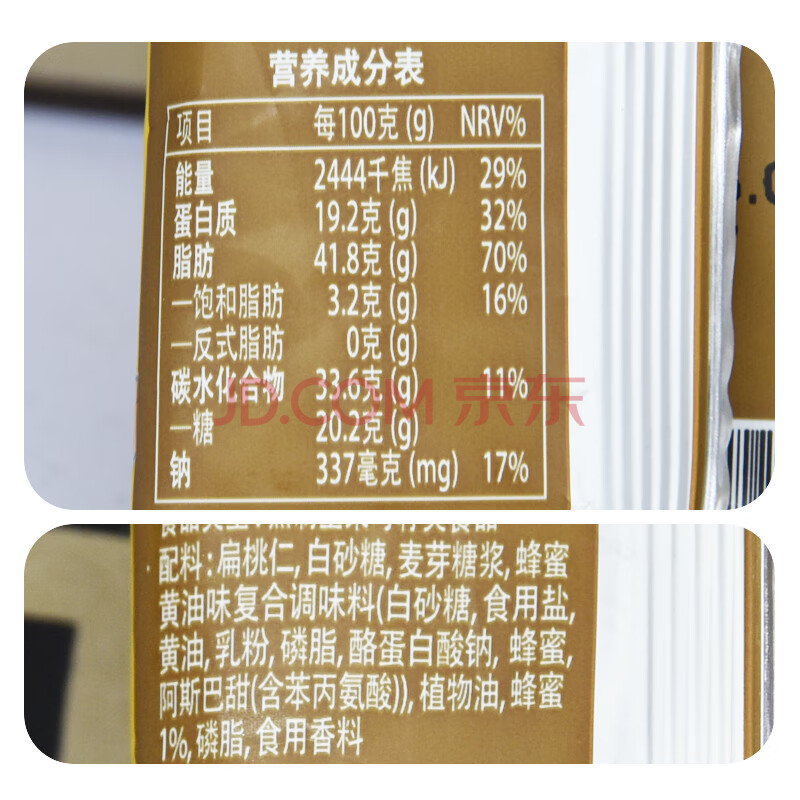 营养成分表
项目 每100克(g) NRV%
能量 2444千焦(kJ) 29%
蛋白质 19.2克(g) 32%
脂肪 41.8克(g) 70%
—饱和脂肪 3.2克(g) 16%
—反式脂肪 0克(g)
碳水化合物 33.6克(g) 11%
—糖 20.2克(g)
钠 337毫克(mg) 17%
JD.COM 京东
配料:扁桃仁,白砂糖,麦芽糖浆,蜂蜜
黄油味复合调味料(白砂糖,食用盐,
黄油,乳粉,磷脂,酪蛋白酸钠,蜂蜜,
阿斯巴甜(含苯丙氨酸)),植物油,蜂蜜
1%,磷脂,食用香料